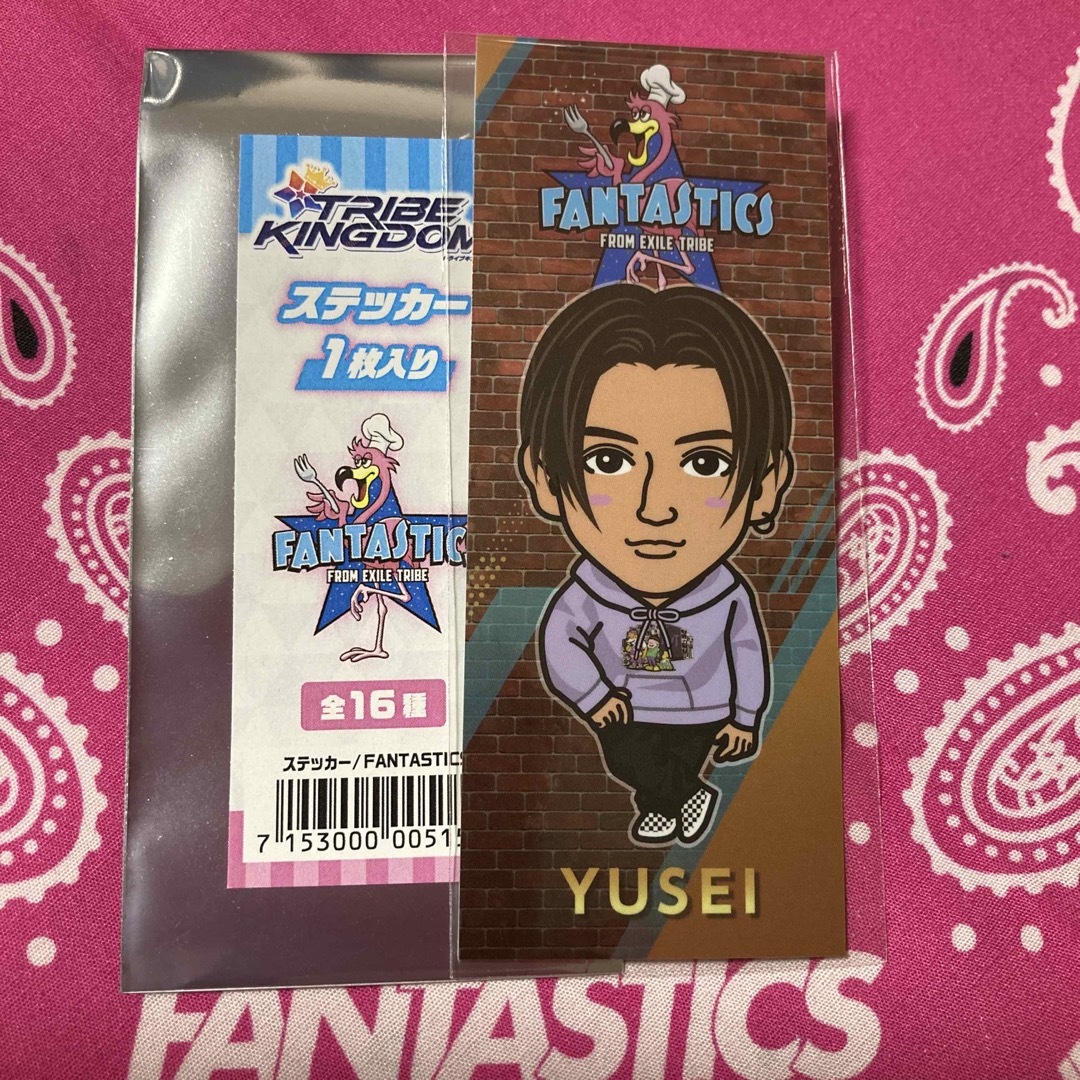 TRIBE
KINGDOM
ステッカー
1枚入り
FANTASTICS
FROM EXILE TRIBE
全16種
ステッカー/FANTASTICS
7 153000 0051
FANTASTICS
FROM EXILE TRIBE
YUSEI
FANTASTICS